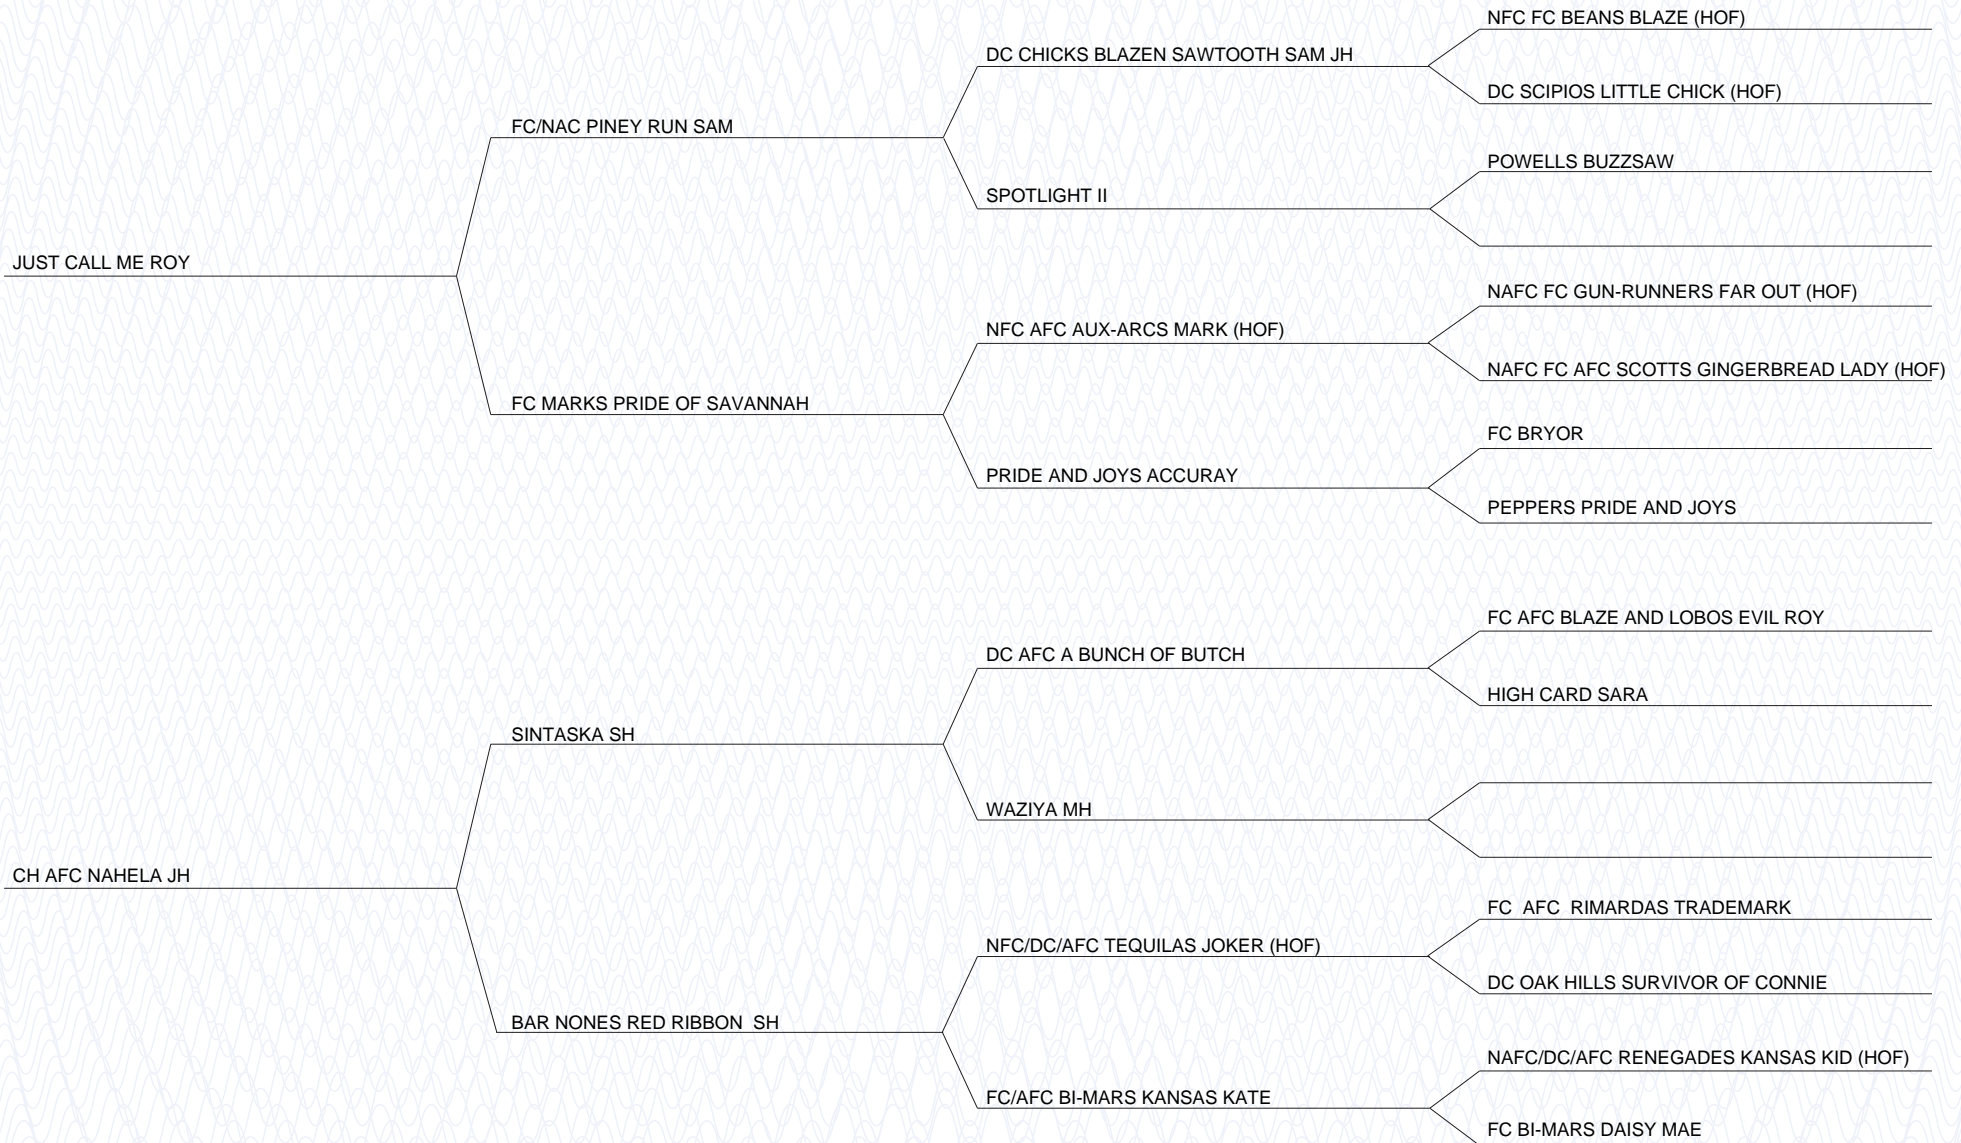 NFC FC BEANS BLAZE (HOF)
DC CHICKS BLAZEN SAWTOOTH SAM JH
DC SCIPIOS LITTLE CHICK (HOF)
FC/NAC PINEY RUN SAM
POWELLS BUZZSAW
SPOTLIGHT II
JUST CALL ME ROY
NAFC FC GUN-RUNNERS FAR OUT (HOF)
NFC AFC AUX-ARCS MARK (HOF)
NAFC FC AFC SCOTTS GINGERBREAD LADY (HOF)
FC MARKS PRIDE OF SAVANNAH
FC BRYOR
PRIDE AND JOYS ACCURAY
PEPPERS PRIDE AND JOYS
FC AFC BLAZE AND LOBOS EVIL ROY
DC AFC A BUNCH OF BUTCH
HIGH CARD SARA
SINTASKA SH
WAZIYA MH
CH AFC NAHELA JH
FC  AFC  RIMARDAS TRADEMARK
NFC/DC/AFC TEQUILAS JOKER (HOF)
DC OAK HILLS SURVIVOR OF CONNIE
BAR NONES RED RIBBON  SH
NAFC/DC/AFC RENEGADES KANSAS KID (HOF)
FC/AFC BI-MARS KANSAS KATE
FC BI-MARS DAISY MAE